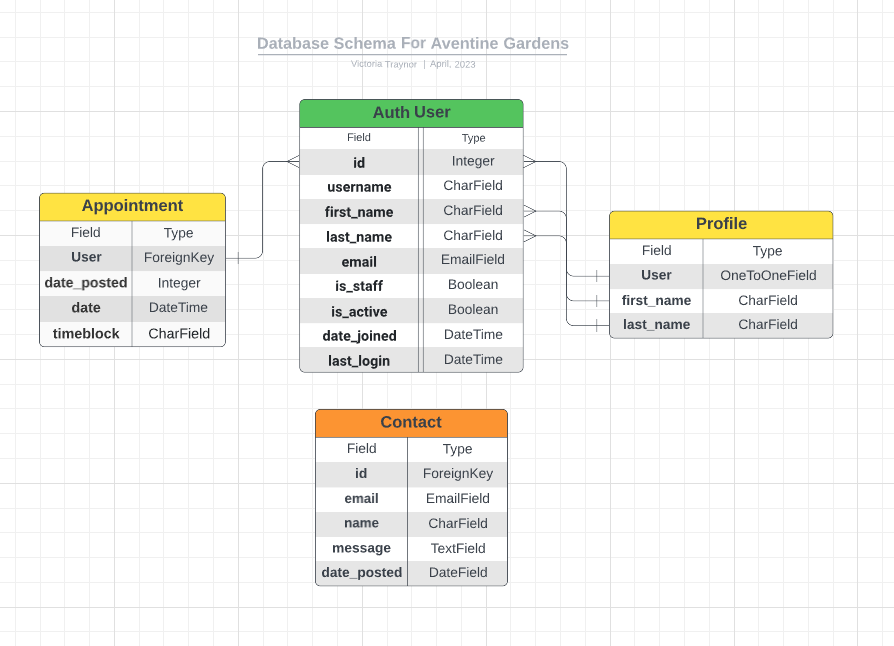 Database Schema For Aventine Gardens
Victoria Traynor | April, 2023
Auth User
Field Type
id Integer
username CharField
first_name CharField
last_name CharField
email EmailField
is_staff Boolean
is_active Boolean
date_joined DateTime
last_login DateTime
Appointment
Field Type
User ForeignKey
date_posted Integer
date DateTime
timeblock CharField
Profile
Field Type
User OneToOneField
first_name CharField
last_name CharField
Contact
Field Type
id ForeignKey
email EmailField
name CharField
message TextField
date_posted DateField